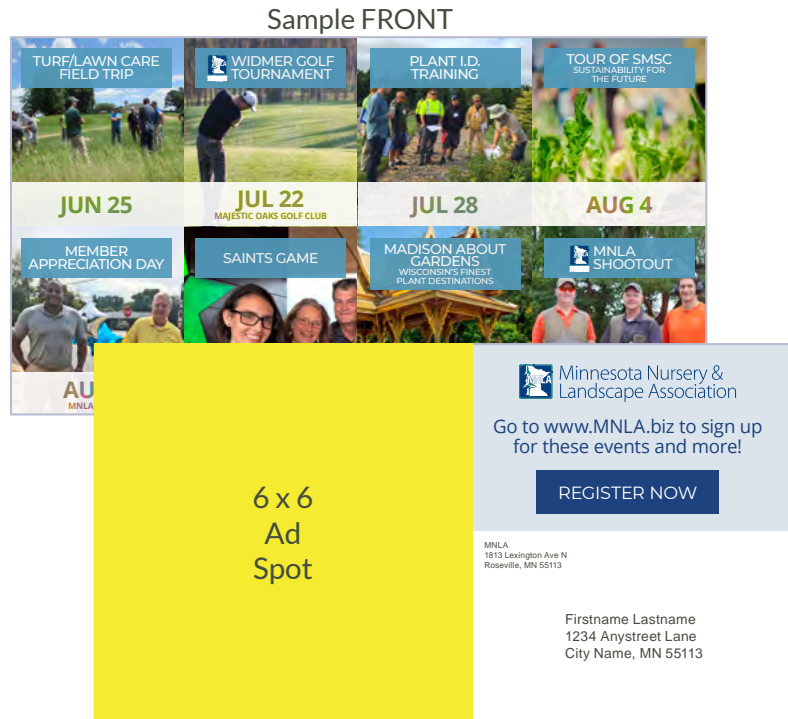 Sample FRONT
TURF/LAWN CARE
FIELD TRIP
WIDMER GOLF
TOURNAMENT
PLANT I.D.
TRAINING
TOUR OF SMSC
SUSTAINABILITY FOR
THE FUTURE
JUN 25
JUL 22
MAJESTIC OAKS GOLF CLUB
JUL 28
AUG 4
MEMBER
APPRECIATION DAY
SAINTS GAME
MADISON ABOUT
GARDENS
WISCONSIN'S FINEST
PLANT DESTINATIONS
MNLA
SHOOTOUT
AU
MNLA
6 x 6
Ad
Spot
Minnesota Nursery &
Landscape Association
Go to www.MNLA.biz to sign up
for these events and more!
REGISTER NOW
MNLA
1813 Lexington Ave N
Roseville, MN 55113
Firstname Lastname
1234 Anystreet Lane
City Name, MN 55113